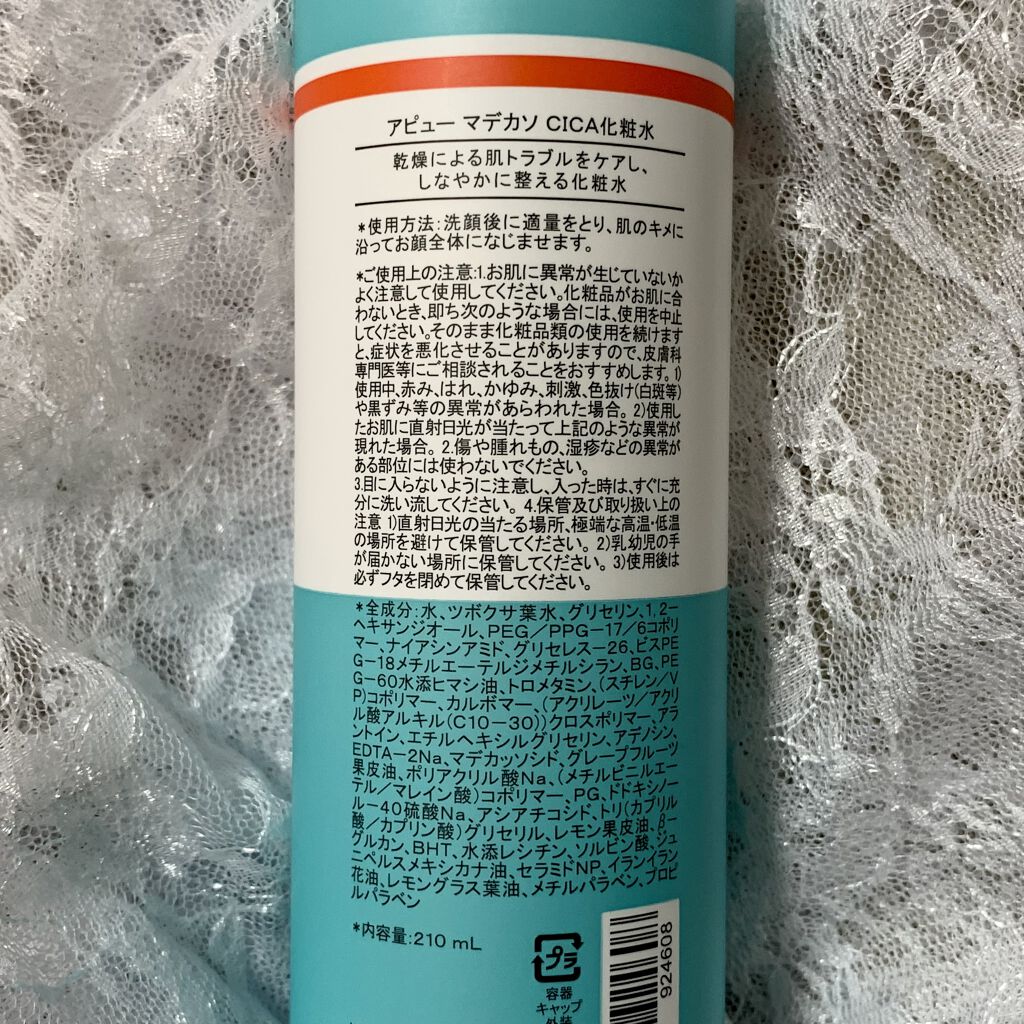 アピュー マデカソ CICA化粧水
乾燥による肌トラブルをケアし、
しなやかに整える化粧水
*使用方法:洗顔後に適量をとり、肌のキメに
沿ってお顔全体になじませます。
*ご使用上の注意:1.お肌に異常が生じていないか
よく注意して使用してください。化粧品がお肌に合
わないとき、即ち次のような場合には、使用を中止
してください。そのまま化粧品類の使用を続けます
と、症状を悪化させることがありますので、皮膚科
専門医等にご相談されることをおすすめします。1)
使用中、赤み、はれ、かゆみ、刺激、色抜け(白斑等)
や黒ずみ等の異常があらわれた場合。2)使用し
たお肌に直射日光が当たって上記のような異常が
現れた場合。2.傷や腫れもの、湿疹などの異常が
ある部位には使わないでください。
3.目に入らないように注意し、入った時は、すぐに充
分に洗い流してください。4.保管及び取り扱い上の
注意 1)直射日光の当たる場所、極端な高温・低温
の場所を避けて保管してください。2)乳幼児の手
が届かない場所に保管してください。3)使用後は
必ずフタを閉めて保管してください。
*全成分:水、ツボクサ葉水、グリセリン、1,2-
ヘキサンジオール、PEG/PPG-17/6コポリ
マー、ナイアシンアミド、グリセレス-26、ビスPE
G-18メチルエーテルジメチルシラン、BG、PE
G-60水添ヒマシ油、トロメタミン、(スチレン/V
P)コポリマー、カルボマー、(アクリレーツ/アクリ
ル酸アルキル(C10-30))クロスポリマー、アラ
ントイン、エチルヘキシルグリセリン、アデノシン、
EDTA-2Na、マデカッソシド、グレープフルーツ
果皮油、ポリアクリル酸Na、(メチルビニルエー
テル/マレイン酸)コポリマー、PG、ドドキシノー
ル-40硫酸Na、アシアチコシド、トリ(カプリル
酸/カプリン酸)グリセリル、レモン果皮油、β-
グルカン、BHT、水添レシチン、ソルビン酸、ジュ
ニペルスメキシカナ油、セラミドNP、イランイラン
花油、レモングラス葉油、メチルパラベン、プロピ
ルパラベン
*内容量:210 mL
プラ
容器
キャップ
外装
924608